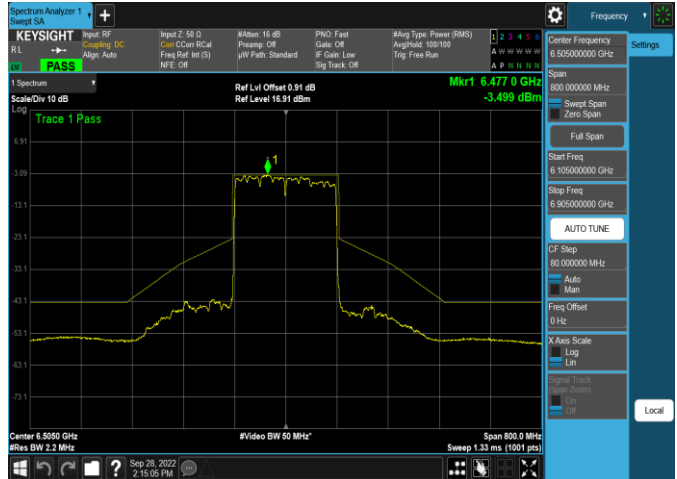 Spectrum Analyzer 1
Swept SA
Frequency
KEYSIGHT
RL
PASS
Input: RF
Coupling: DC
Align: Auto
Input Z: 50 Ω
Corr CCorr RCal
Freq Ref: Int (S)
NFE: Off
#Atten: 16 dB
Preamp: Off
µW Path: Standard
PNO: Fast
Gate: Off
IF Gain: Low
Sig Track: Off
#Avg Type: Power (RMS)
Avg|Hold: 100/100
Trig: Free Run
1 2 3 4 5 6
A W W W W W
A P N N N N
1 Spectrum
Scale/Div 10 dB
Log
Ref Lvl Offset 0.91 dB
Ref Level 16.91 dBm
Mkr1 6.477 0 GHz
-3.499 dBm
Trace 1 Pass
1
6.91
-3.09
-13.1
-23.1
-33.1
-43.1
-53.1
-63.1
-73.1
Center 6.5050 GHz
#Res BW 2.2 MHz
#Video BW 50 MHz*
Span 800.0 MHz
Sweep 1.33 ms (1001 pts)
Sep 28, 2022
2:15:05 PM
Center Frequency
6.505000000 GHz
Span
800.000000 MHz
Swept Span
Zero Span
Full Span
Start Freq
6.105000000 GHz
Stop Freq
6.905000000 GHz
AUTO TUNE
CF Step
80.000000 MHz
Auto
Man
Freq Offset
0 Hz
X Axis Scale
Log
Lin
Signal Track
(Span Zoom)
On
Off
Settings
Local